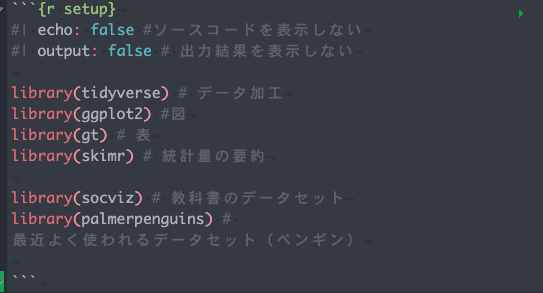 ```{r setup}
#| echo: false #ソースコードを表示しない
#| output: false # 出力結果を表示しない
library(tidyverse) # データ加工
library(ggplot2) #図
library(gt) # 表
library(skimr) # 統計量の要約
library(socviz) # 教科書のデータセット
library(palmerpenguins) #
最近よく使われるデータセット（ペンギン）
```